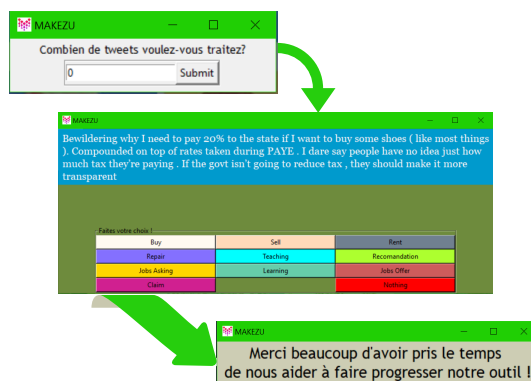 MAKEZU
Combien de tweets voulez-vous traitez?
0 Submit
MAKEZU
Bewildering why I need to pay 20% to the state if I want to buy some shoes ( like most things
). Compounded on top of rates taken during PAYE . I dare say people have no idea just how
much tax they're paying . If the govt isn't going to reduce tax , they should make it more
transparent
Faites votre choix !
Buy Sell Rent
Repair Teaching Recomandation
Jobs Asking Learning Jobs Offer
Claim Nothing
MAKEZU
Merci beaucoup d'avoir pris le temps
de nous aider à faire progresser notre outil !